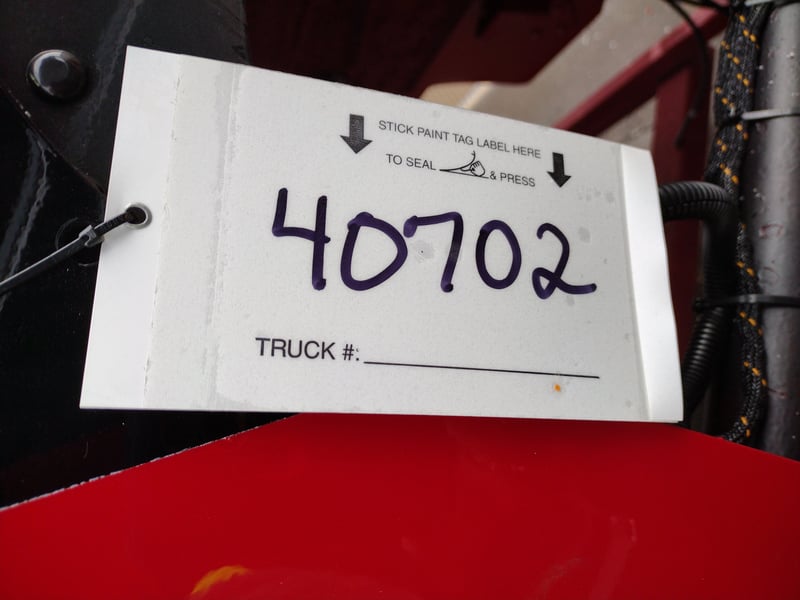 STICK PAINT TAG LABEL HERE
TO SEAL & PRESS
40702
TRUCK #: